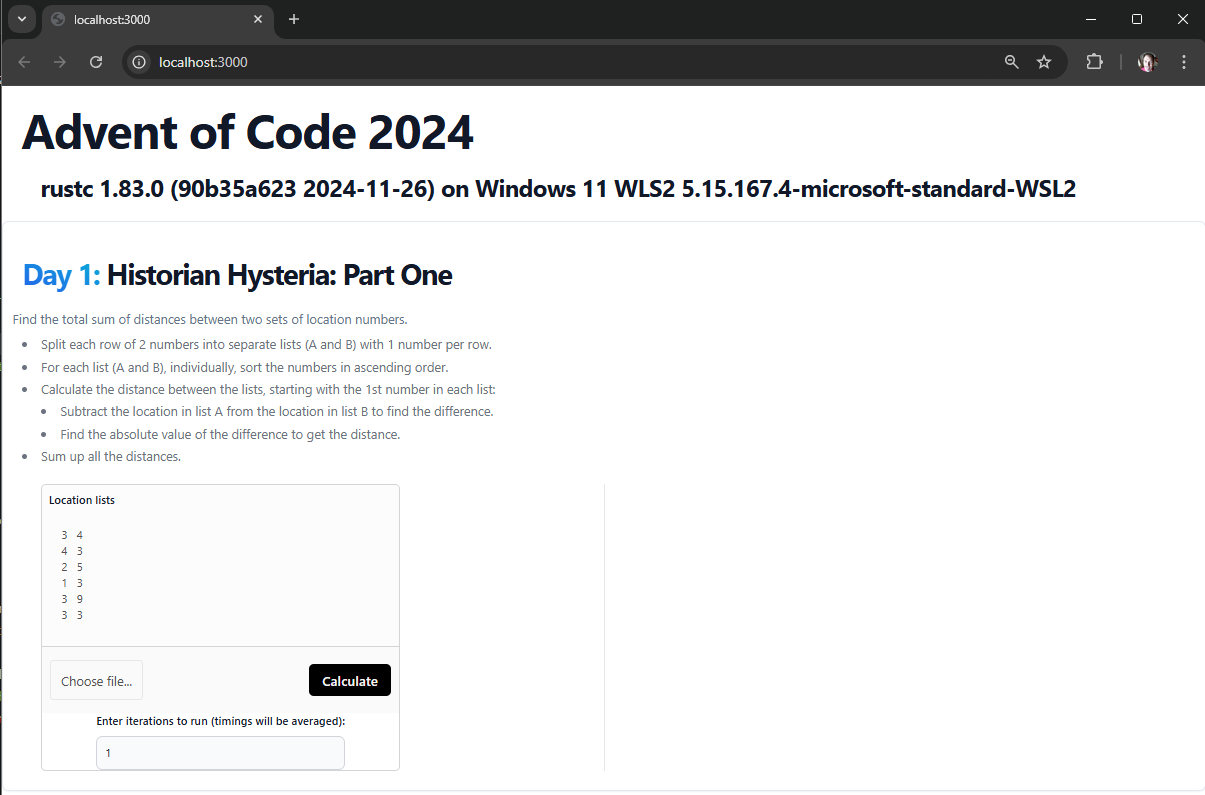 localhost:3000
localhost:3000
Advent of Code 2024
rustc 1.83.0 (90b35a623 2024-11-26) on Windows 11 WLS2 5.15.167.4-microsoft-standard-WSL2
Day 1: Historian Hysteria: Part One
Find the total sum of distances between two sets of location numbers.
• Split each row of 2 numbers into separate lists (A and B) with 1 number per row.
• For each list (A and B), individually, sort the numbers in ascending order.
• Calculate the distance between the lists, starting with the 1st number in each list:
• Subtract the location in list A from the location in list B to find the difference.
• Find the absolute value of the difference to get the distance.
• Sum up all the distances.
Location lists
3 4
4 3
2 5
1 3
3 9
3 3
Choose file... Calculate
Enter iterations to run (timings will be averaged):
1